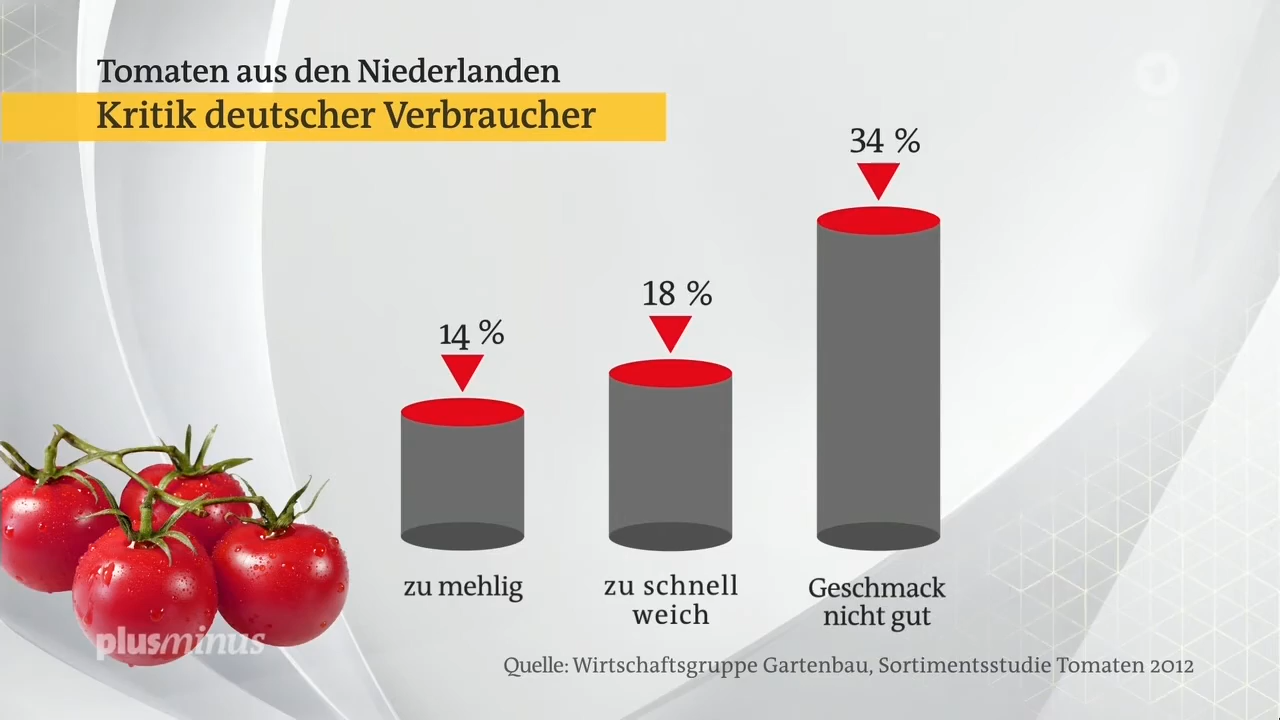 Tomaten aus den Niederlanden
Kritik deutscher Verbraucher
34 %
18 %
14 %
zu mehlig
zu schnell
weich
Geschmack
nicht gut
plusminus
Quelle: Wirtschaftsgruppe Gartenbau, Sortimentsstudie Tomaten 2012